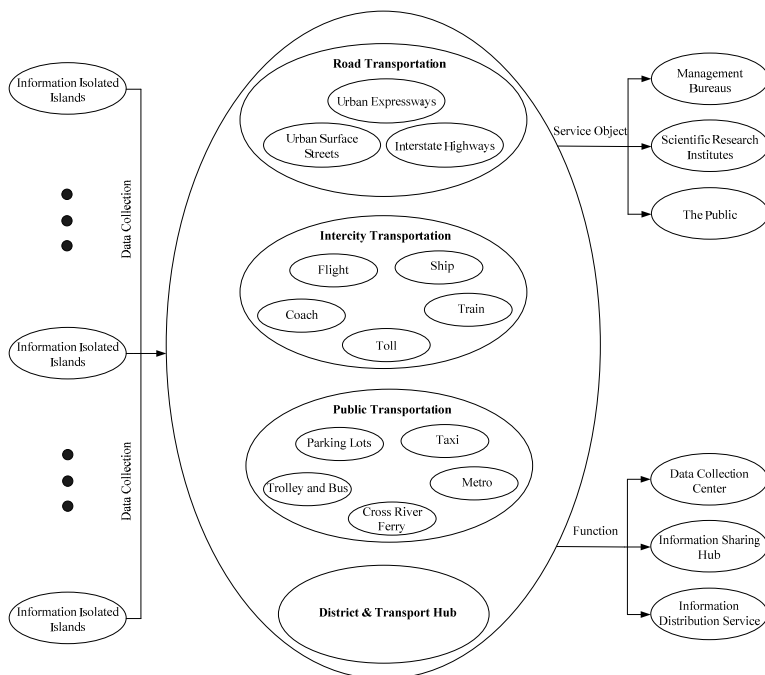 Information Isolated
Islands
Data Collection
Information Isolated
Islands
Data Collection
Information Isolated
Islands
Road Transportation
Urban Expressways
Urban Surface
Streets
Interstate Highways
Intercity Transportation
Flight
Ship
Coach
Train
Toll
Public Transportation
Parking Lots
Taxi
Trolley and Bus
Metro
Cross River
Ferry
District & Transport Hub
Service Object
Management
Bureaus
Scientific Research
Institutes
The Public
Function
Data Collection
Center
Information Sharing
Hub
Information
Distribution Service